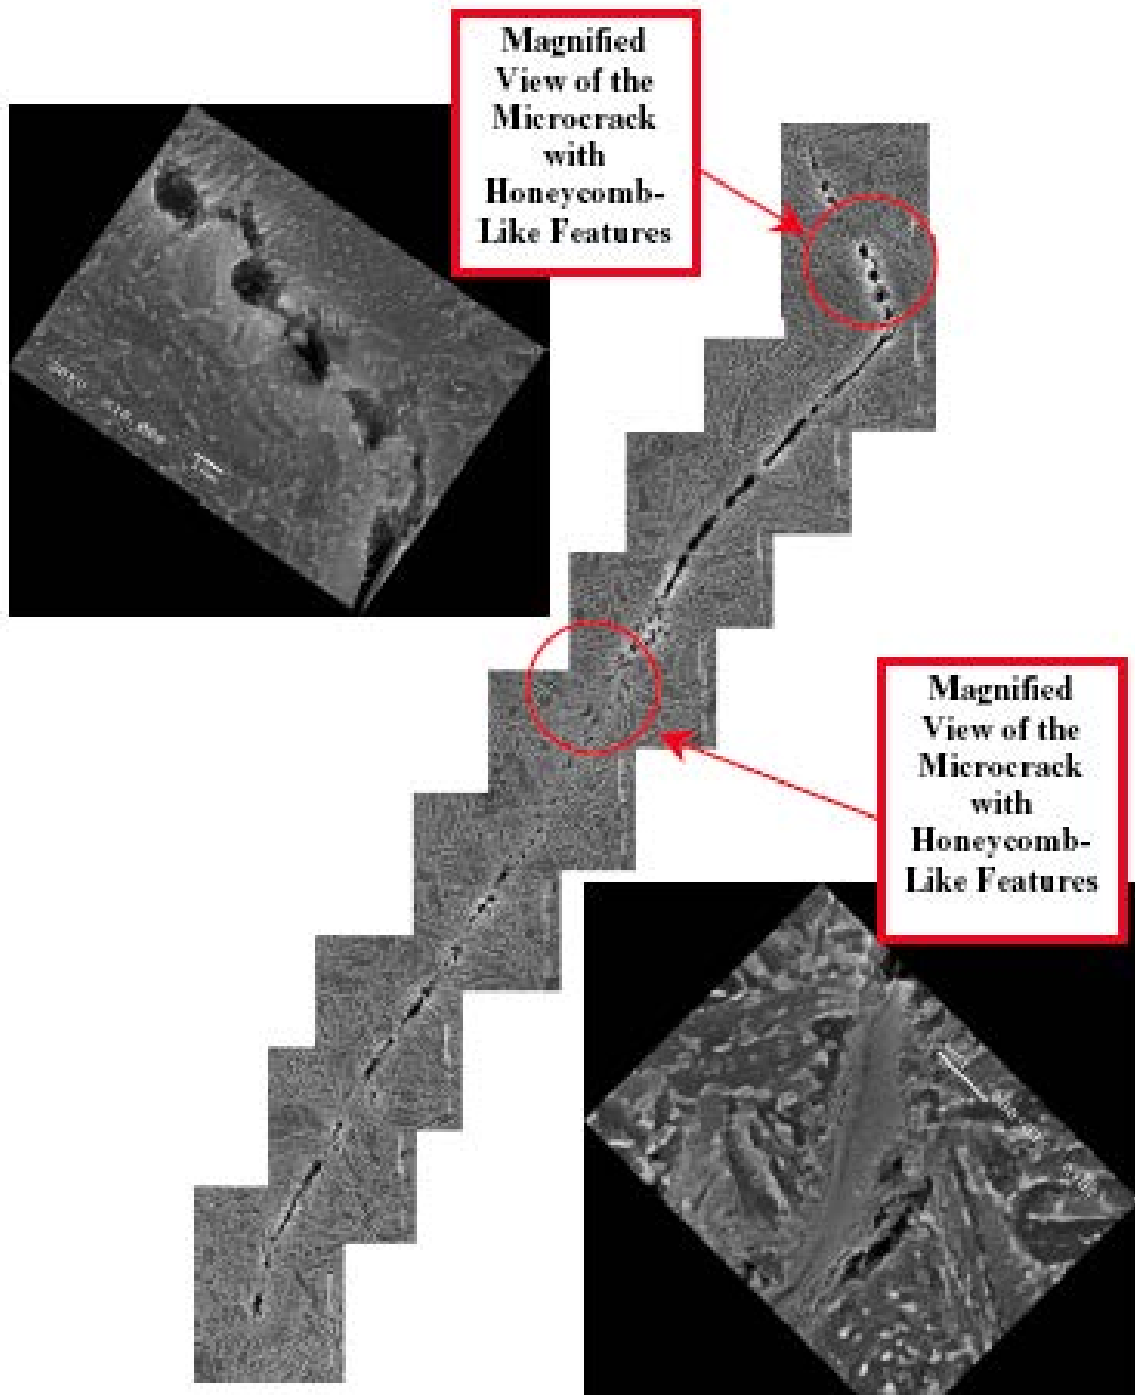 Magnified
View of the
Microcrack
with
Honeycomb-
Like Features
Magnified
View of the
Microcrack
with
Honeycomb-
Like Features